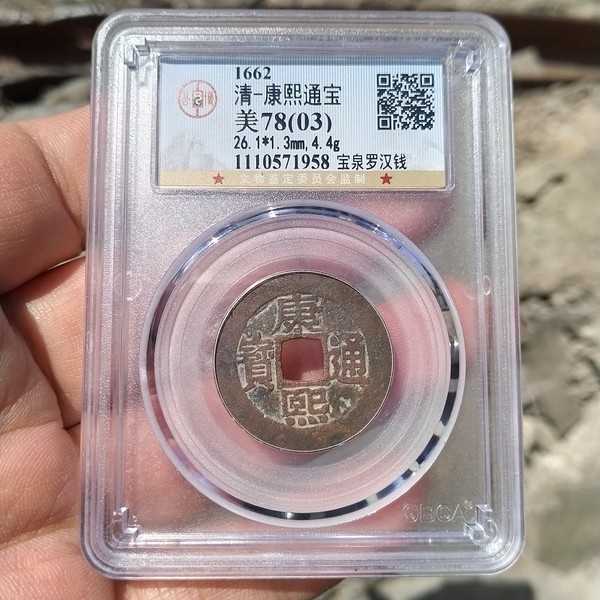 1662
清-康熙通宝
美78(03)
26.1*1.3mm,4.4g
1110571958 宝泉罗汉钱
文物鉴定委员会监制
康熙通寳
GBCA